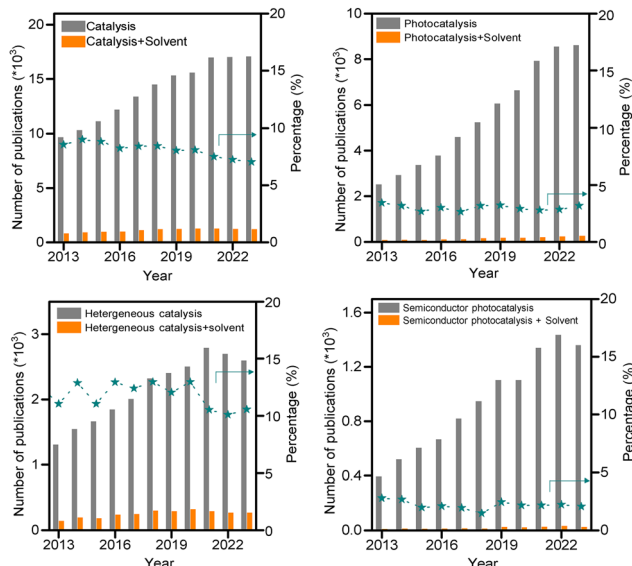 Catalysis
Catalysis+Solvent
Number of publications (*10³)
15
10
5
0
20
15
10
5
0
Percentage (%)
2013
2016
2019
2022
Year
Photocatalysis
Photocatalysis+Solvent
Number of publications (*10³)
10
8
6
4
2
0
20
15
10
5
0
Percentage (%)
2013
2016
2019
2022
Year
Hetergeneous catalysis
Hetergeneous catalysis+solvent
Number of publications (*10³)
3
2
1
0
20
15
10
5
0
Percentage (%)
2013
2016
2019
2022
Year
Semiconductor photocatalysis
Semiconductor photocatalysis + Solvent
Number of publications (*10³)
1.6
1.2
0.8
0.4
0.0
20
15
10
5
0
Percentage (%)
2013
2016
2019
2022
Year